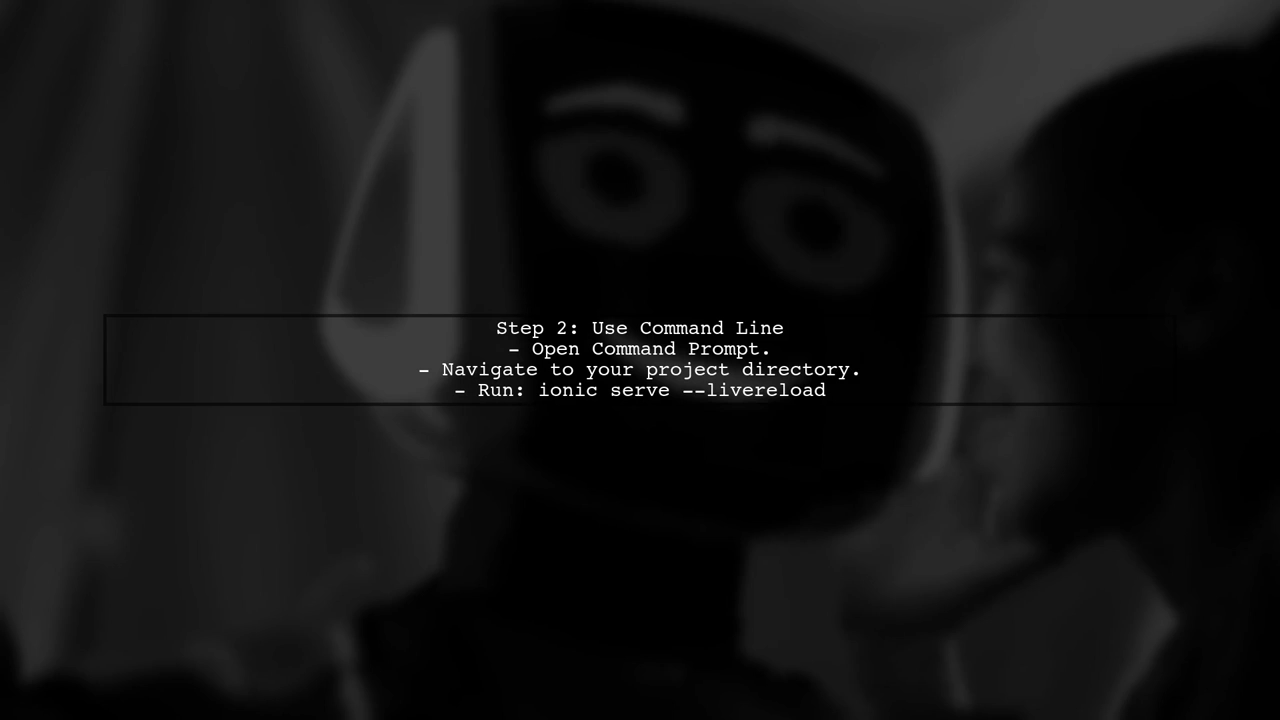 Step 2: Use Command Line
- Open Command Prompt.
- Navigate to your project directory.
- Run: ionic serve --livereload